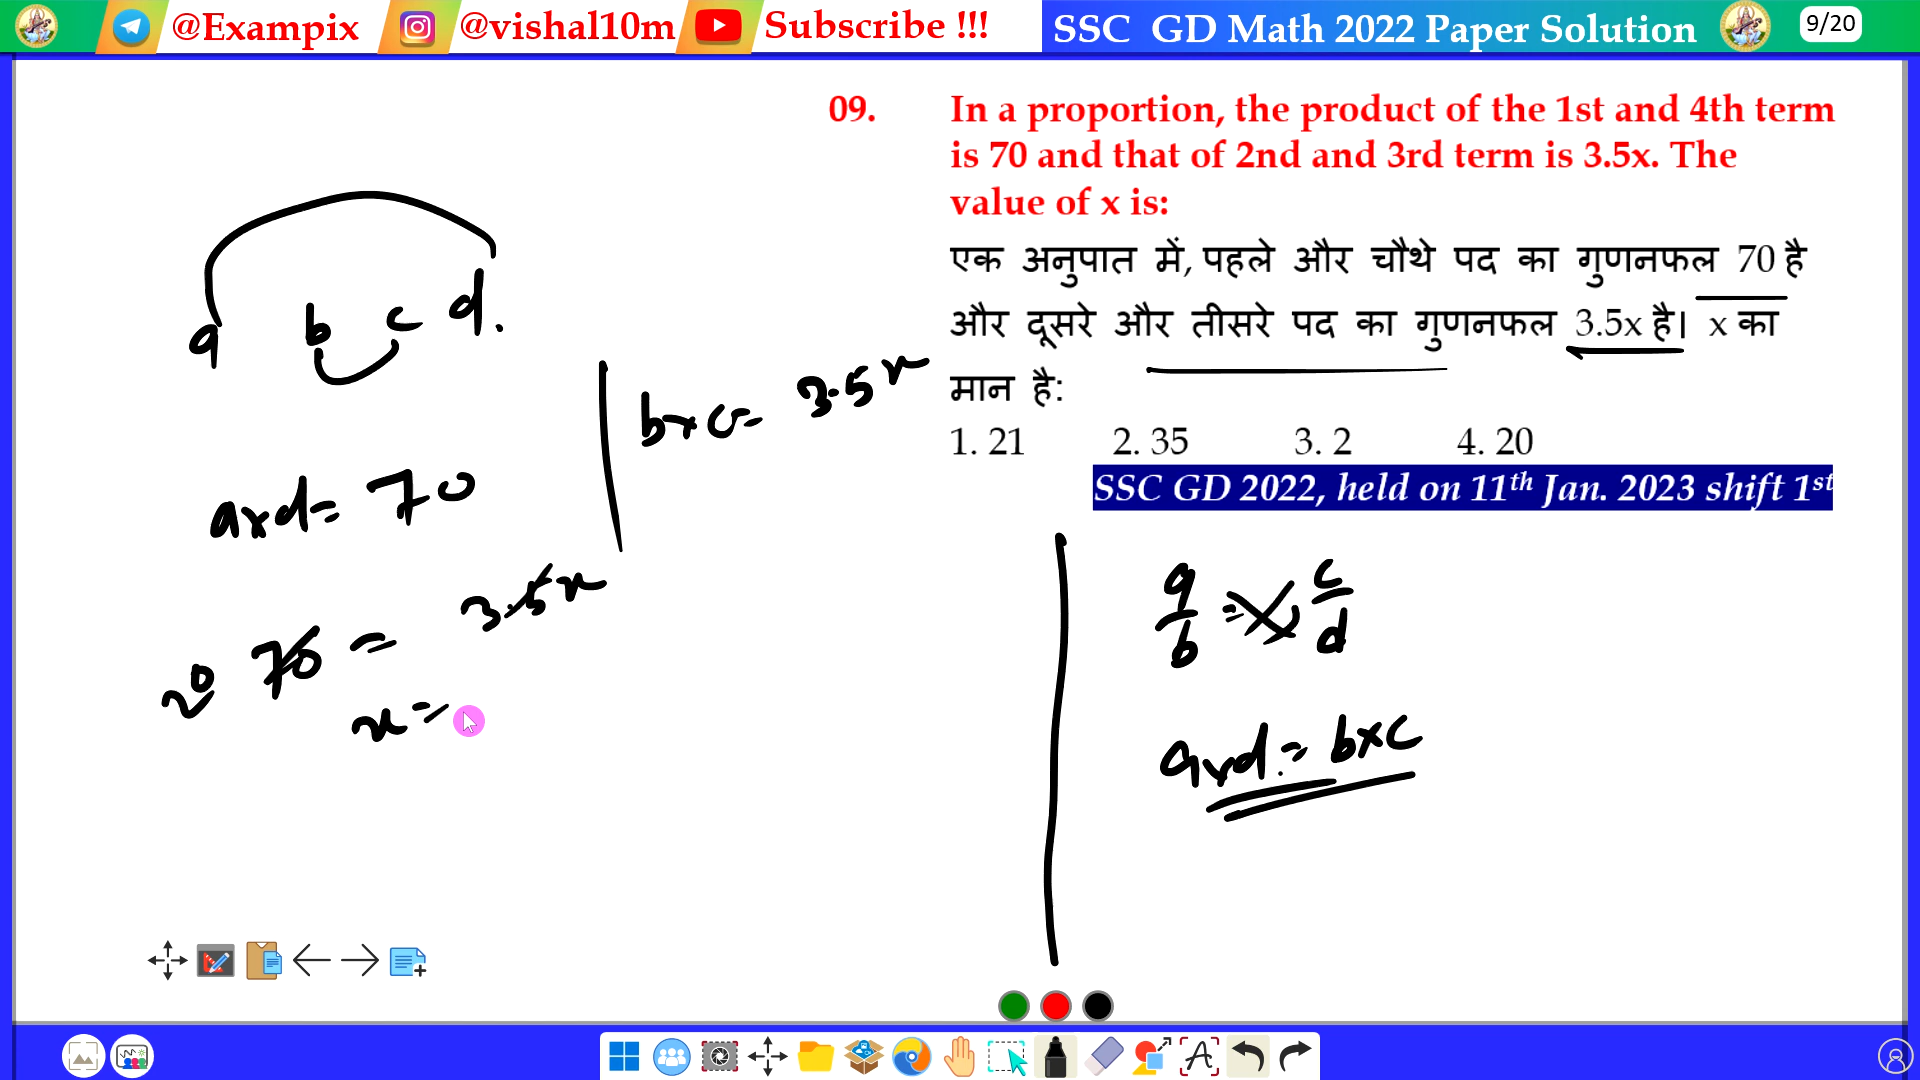 @Exampix @vishal10m Subscribe !!! SSC GD Math 2022 Paper Solution 9/20
09. In a proportion, the product of the 1st and 4th term
is 70 and that of 2nd and 3rd term is 3.5x. The
value of x is:
एक अनुपात में, पहले और चौथे पद का गुणनफल 70 है
और दूसरे और तीसरे पद का गुणनफल 3.5x है। x का
मान है:
1. 21 2. 35 3. 2 4. 20
SSC GD 2022, held on 11th Jan. 2023 shift 1st
a b c d.
a×d= 70
b×c= 3.5x
20 70 = 3.5x
x=
a/b = c/d
a×d = b×c